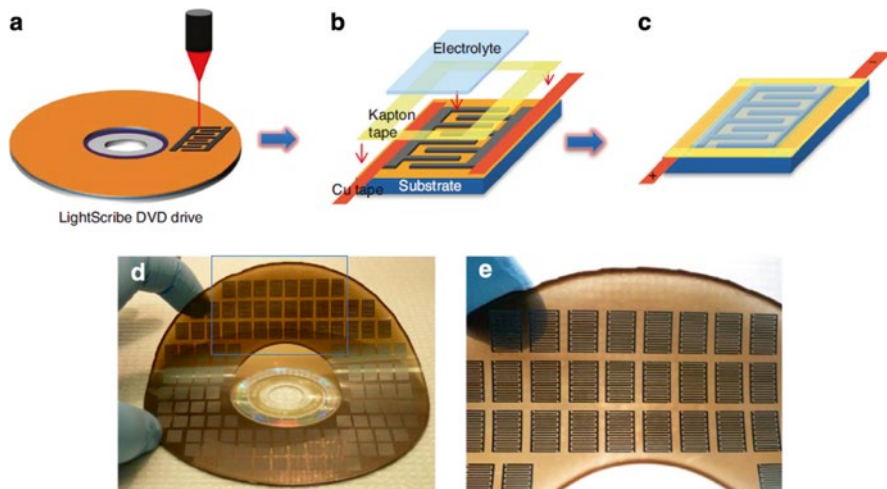 a
b
c
Electrolyte
Kapton
tape
Cu tape
Substrate
LightScribe DVD drive
+
−
d
e